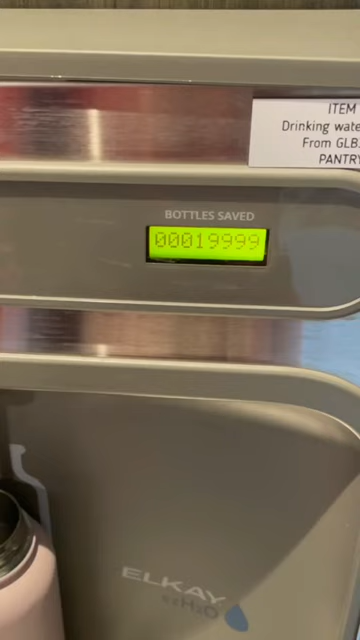 ITEM
Drinking wate
From GLB
PANTRY
BOTTLES SAVED
00019999
ELKAY
ezH2O